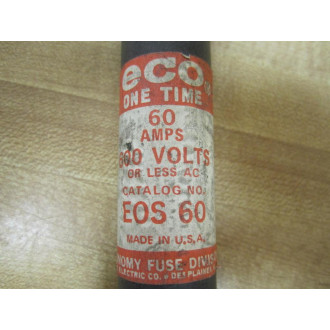 eco®
ONE TIME
60
AMPS
600 VOLTS
OR LESS AC
CATALOG NO.
EOS 60
MADE IN U.S.A.
NOMY FUSE DIVIS
ELECTRIC CO. • DES PLAINES,